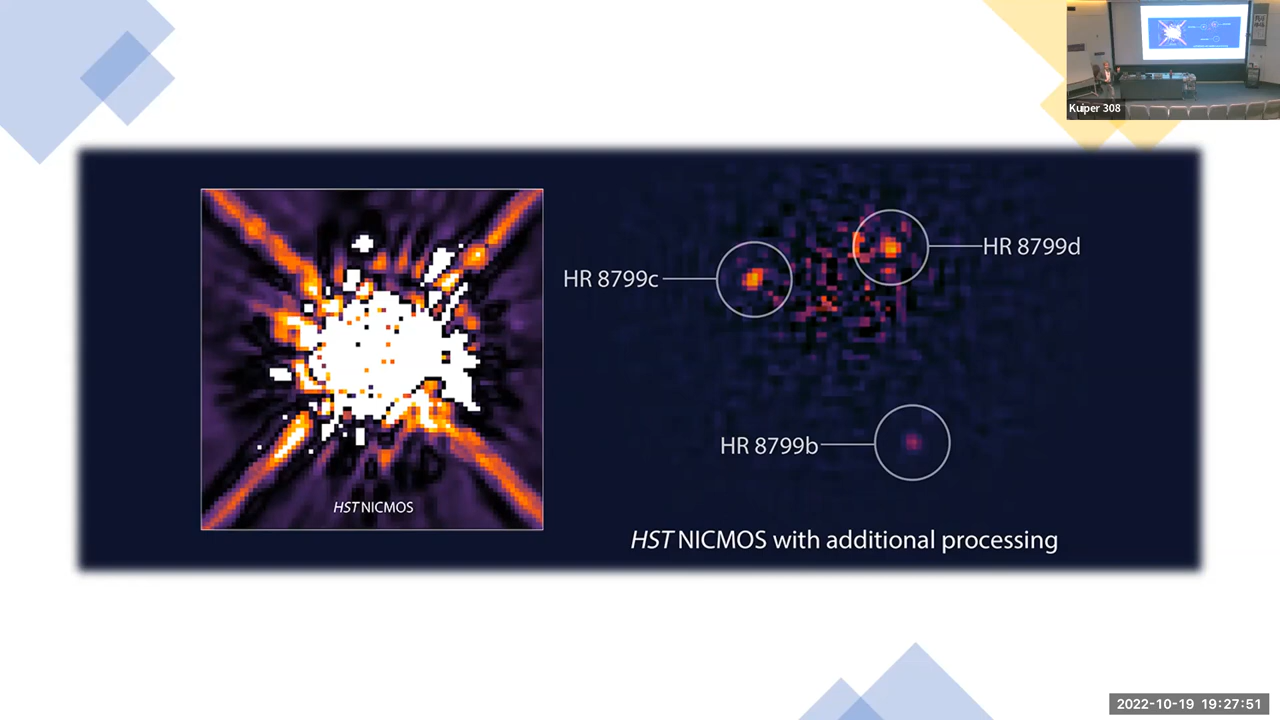 Kuiper 308
HR 8799d
HR 8799c
HR 8799b
HST NICMOS
HST NICMOS with additional processing
2022-10-19 19:27:51